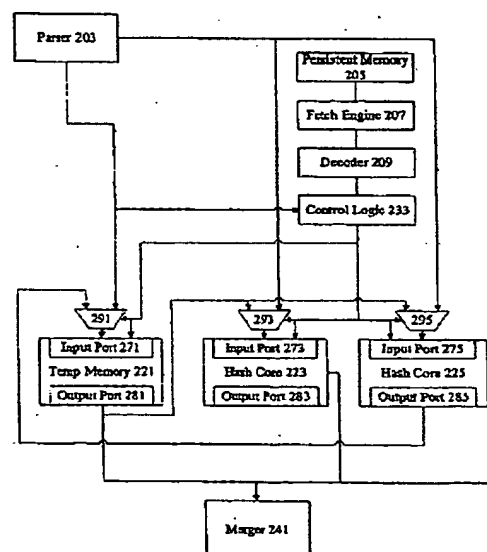 Parser 203
Persistent Memory
205
Fetch Engine 207
Decoder 209
Control Logic 233
291
293
295
Input Port 271
Temp Memory 221
Output Port 281
Input Port 273
Hash Core 223
Output Port 283
Input Port 275
Hash Core 225
Output Port 285
Merger 241